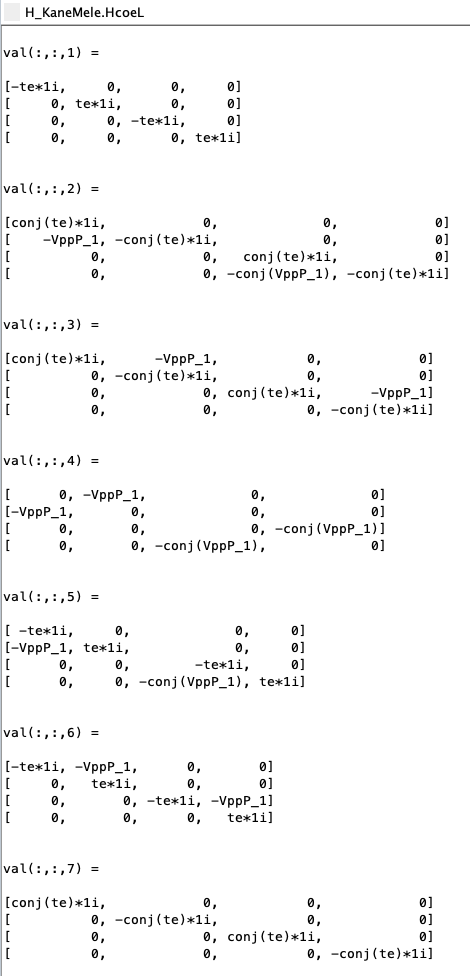 H_KaneMele.HcoeL
val(:,:,1) =
[-te*1i,     0,      0,     0]
[     0, te*1i,      0,     0]
[     0,     0, -te*1i,     0]
[     0,     0,      0, te*1i]
val(:,:,2) =
[conj(te)*1i,            0,             0,            0]
[    -VppP_1, -conj(te)*1i,             0,            0]
[          0,            0,   conj(te)*1i,            0]
[          0,            0, -conj(VppP_1), -conj(te)*1i]
val(:,:,3) =
[conj(te)*1i,      -VppP_1,           0,            0]
[          0, -conj(te)*1i,           0,            0]
[          0,            0, conj(te)*1i,      -VppP_1]
[          0,            0,           0, -conj(te)*1i]
val(:,:,4) =
[      0, -VppP_1,             0,             0]
[-VppP_1,       0,             0,             0]
[      0,       0,             0, -conj(VppP_1)]
[      0,       0, -conj(VppP_1),             0]
val(:,:,5) =
[ -te*1i,     0,             0,     0]
[-VppP_1, te*1i,             0,     0]
[      0,     0,        -te*1i,     0]
[      0,     0, -conj(VppP_1), te*1i]
val(:,:,6) =
[-te*1i, -VppP_1,      0,       0]
[     0,   te*1i,      0,       0]
[     0,       0, -te*1i, -VppP_1]
[     0,       0,      0,   te*1i]
val(:,:,7) =
[conj(te)*1i,            0,           0,            0]
[          0, -conj(te)*1i,           0,            0]
[          0,            0, conj(te)*1i,            0]
[          0,            0,           0, -conj(te)*1i]